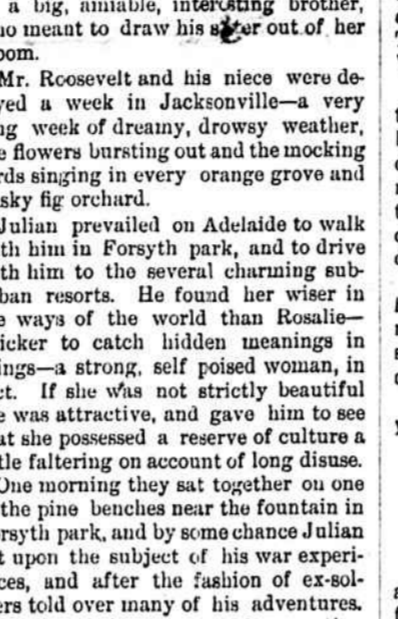 a big, amiable, interesting brother,
meant to draw his out of her
oom.
Mr. Roosevelt and his niece were de-
yed a week in Jacksonville—a very
ng week of dreamy, drowsy weather,
e flowers bursting out and the mocking
rds singing in every orange grove and
sky fig orchard.
Julian prevailed on Adelaide to walk
th him in Forsyth park, and to drive
th him to the several charming sub-
ban resorts. He found her wiser in
e ways of the world than Rosalie—
icker to catch hidden meanings in
ings—a strong, self poised woman, in
ct. If she was not strictly beautiful
e was attractive, and gave him to see
at she possessed a reserve of culture a
tle faltering on account of long disuse.
One morning they sat together on one
the pine benches near the fountain in
rsyth park, and by some chance Julian
t upon the subject of his war experi-
ces, and after the fashion of ex-sol-
ers told over many of his adventures.